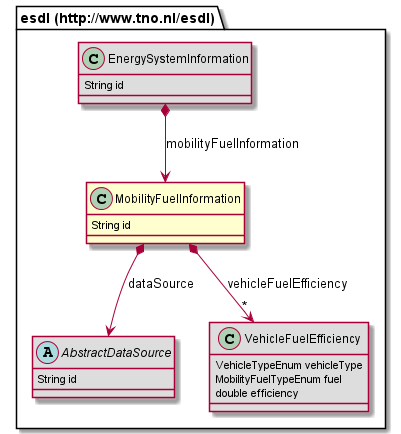 esdl (http://www.tno.nl/esdl)
C EnergySystemInformation
String id
mobilityFuelInformation
C MobilityFuelInformation
String id
dataSource
vehicleFuelEfficiency
*
A AbstractDataSource
String id
C VehicleFuelEfficiency
VehicleTypeEnum vehicleType
MobilityFuelTypeEnum fuel
double efficiency